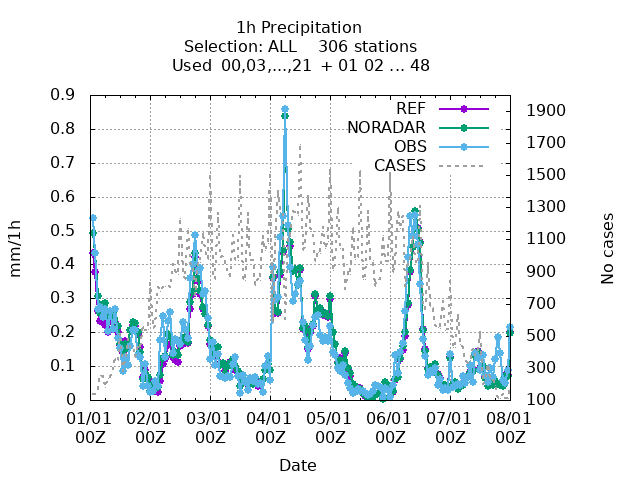 1h Precipitation
Selection: ALL    306 stations
Used  00,03,...,21  + 01 02 ... 48
0.9
0.8
0.7
0.6
0.5
0.4
0.3
0.2
0.1
0
mm/1h
REF
NORADAR
OBS
CASES
1900
1700
1500
1300
1100
900
700
500
300
100
No cases
01/01 02/01 03/01 04/01 05/01 06/01 07/01 08/01
00Z 00Z 00Z 00Z 00Z 00Z 00Z 00Z
Date